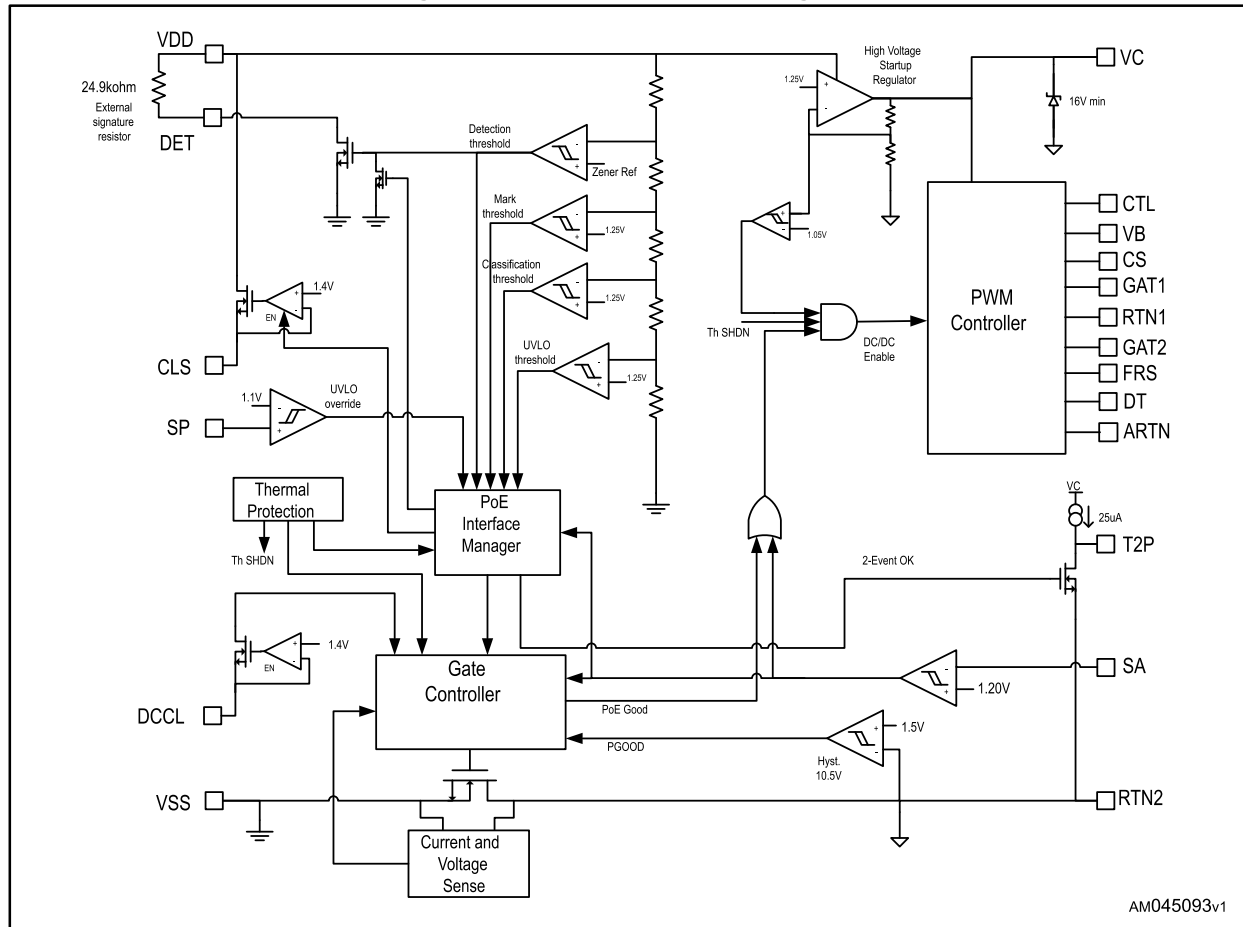 VDD
24.9kohm
External
signature
resistor
DET
Detection
threshold
Zener Ref
Mark
threshold
1.25V
Classification
threshold
1.25V
UVLO
threshold
1.25V
High Voltage
Startup
Regulator
1.25V
VC
16V min
1.05V
CTL
VB
CS
GAT1
RTN1
GAT2
FRS
DT
ARTN
PWM
Controller
Th SHDN
DC/DC
Enable
1.4V
EN
CLS
1.1V
UVLO
override
SP
Thermal
Protection
Th SHDN
PoE
Interface
Manager
VC
25uA
T2P
2-Event OK
1.4V
EN
DCCL
Gate
Controller
PoE Good
PGOOD
SA
1.20V
1.5V
Hyst.
10.5V
VSS
RTN2
Current and
Voltage
Sense
AM045093v1
+
-